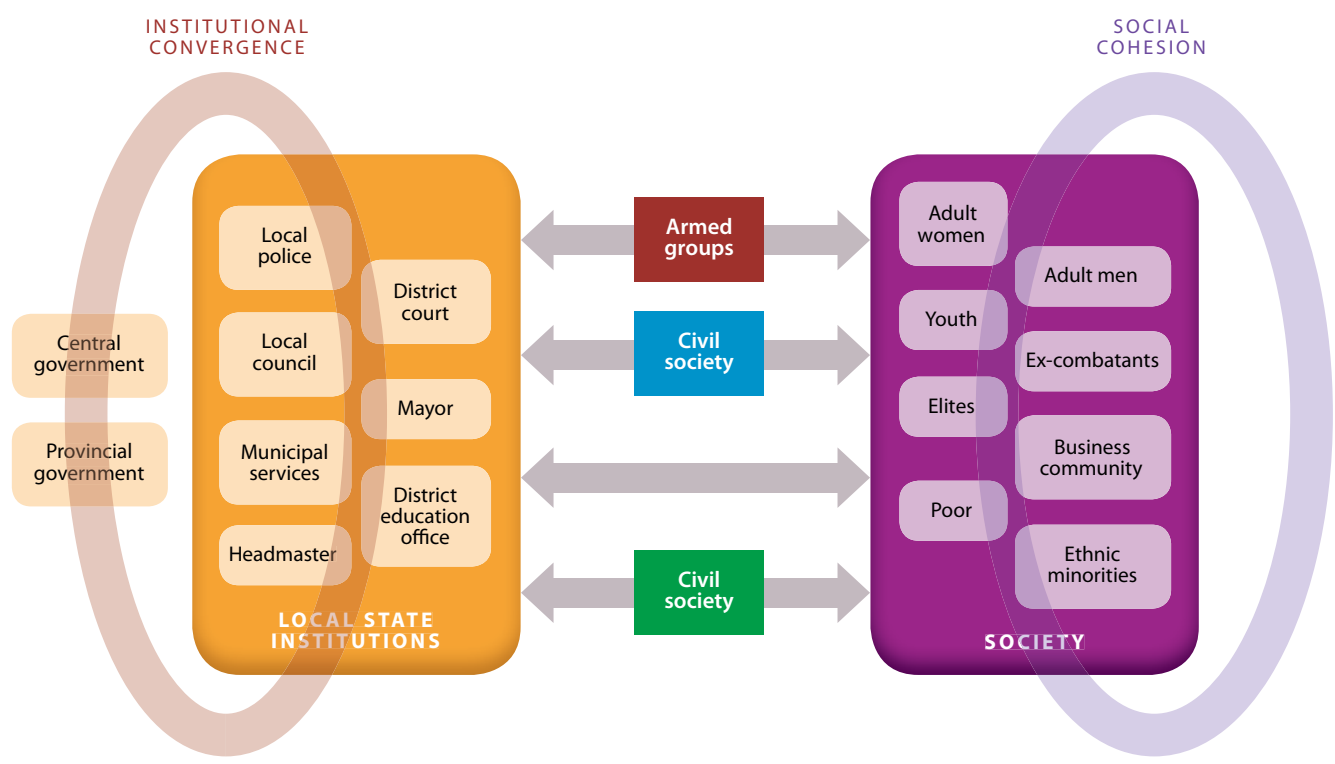 INSTITUTIONAL
CONVERGENCE
SOCIAL
COHESION
Central
government
Provincial
government
Local
police
District
court
Local
council
Mayor
Municipal
services
District
education
office
Headmaster
LOCAL STATE
INSTITUTIONS
Armed
groups
Civil
society
Civil
society
Adult
women
Adult men
Youth
Ex-combatants
Elites
Business
community
Poor
Ethnic
minorities
SOCIETY